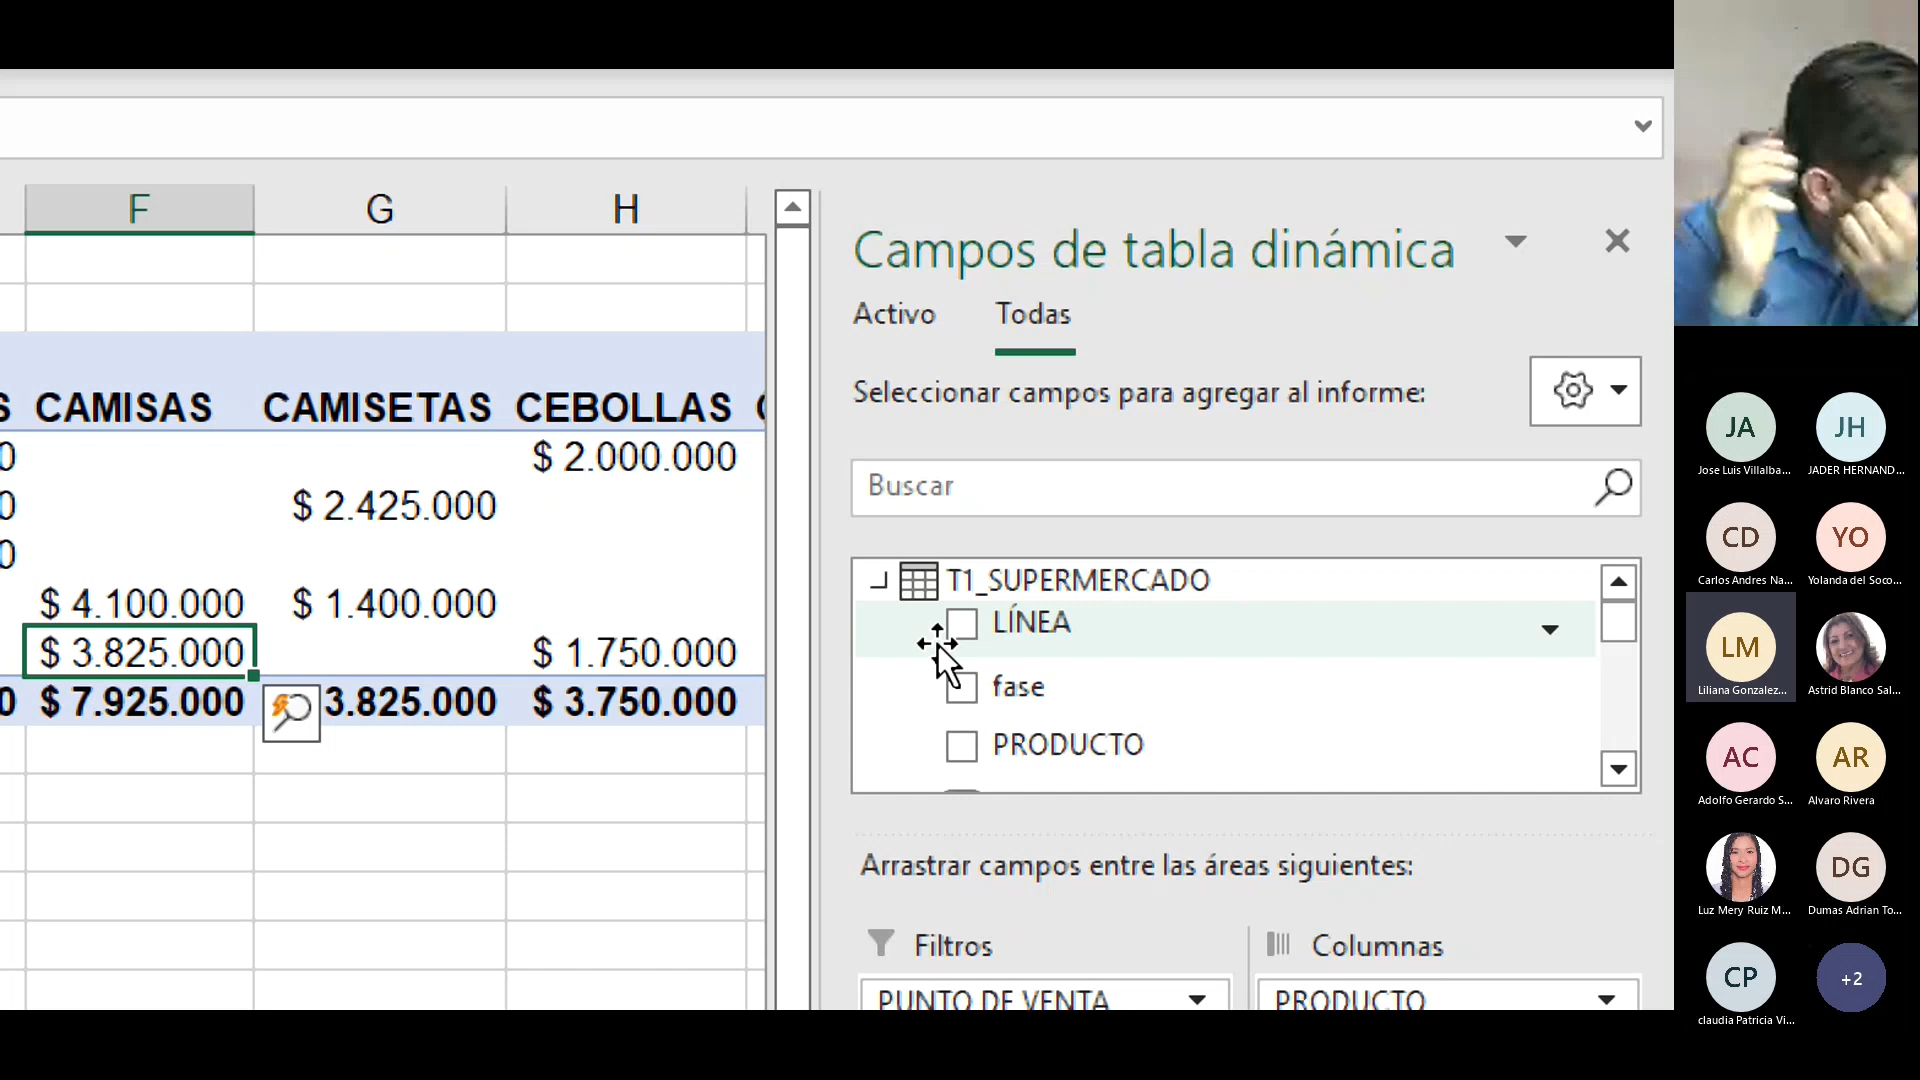 F G H
S CAMISAS CAMISETAS CEBOLLAS
0 $ 2.000.000
0 $ 2.425.000
0
$ 4.100.000 $ 1.400.000
$ 3.825.000 $ 1.750.000
0 $ 7.925.000 3.825.000 $ 3.750.000
Campos de tabla dinámica
Activo Todas
Seleccionar campos para agregar al informe:
Buscar
T1_SUPERMERCADO
LÍNEA
fase
PRODUCTO
Arrastrar campos entre las áreas siguientes:
Filtros Columnas
PUNTO DE VENTA PRODUCTO
JA JH
Jose Luis Villalba... JADER HERNAND...
CD YO
Carlos Andres Na... Yolanda del Soco...
LM
Liliana Gonzalez... Astrid Blanco Sal...
AC AR
Adolfo Gerardo S... Alvaro Rivera
DG
Luz Mery Ruiz M... Dumas Adrian To...
CP +2
claudia Patricia Vi...